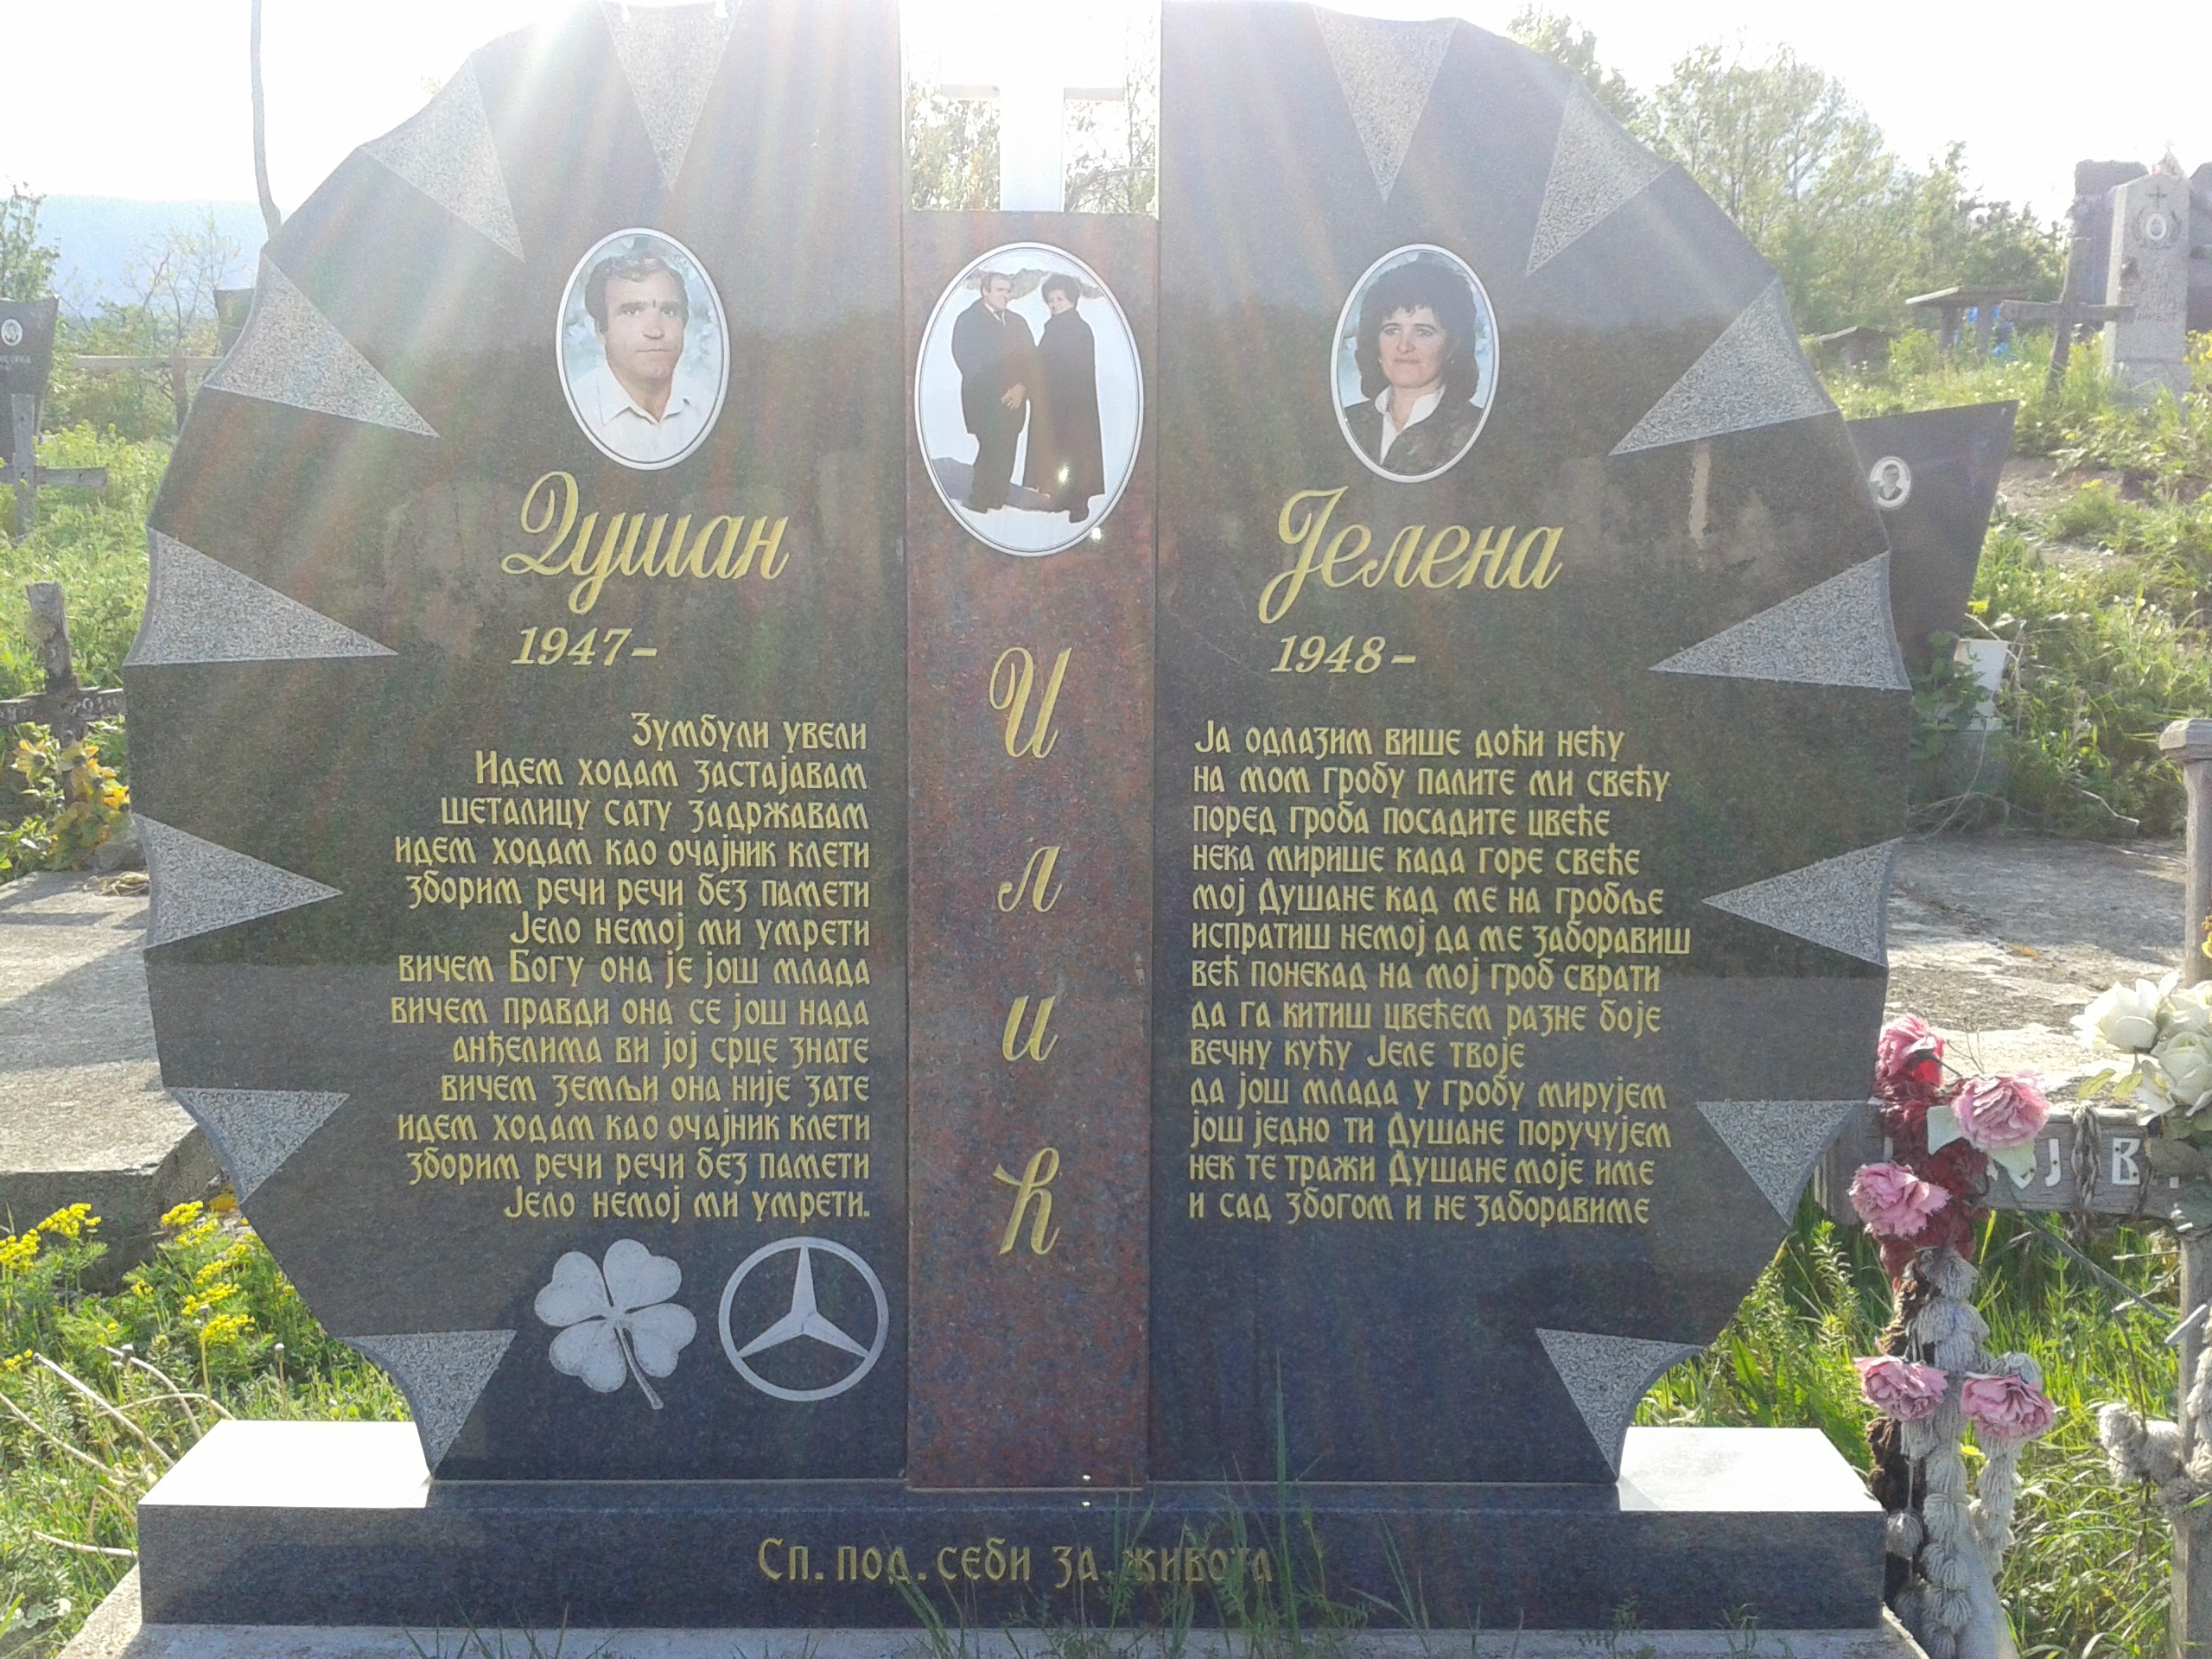 Душан
1947-
Зумбули увели
Идем ходам застајавам
шеталицу сату задржавам
идем ходам као очајник клети
зборим речи речи без памети
Јело немој ми умрети
вичем Богу она је још млада
вичем правди она се још нада
анђелима ви јој срце знате
вичем земљи она није зате
идем ходам као очајник клети
зборим речи речи без памети
Јело немој ми умрети.
Илић
Јелена
1948-
Ја одлазим више доћи нећу
на мом гробу палите ми свећу
поред гроба посадите цвеће
нека мирише када горе свеће
мој Душане кад ме на гробље
испратиш немој да ме заборавиш
већ понекад на мој гроб сврати
да га китиш цвећем разне боје
вечну кућу Јеле твоје
да још млада у гробу мирујем
још једно ти Душане поручујем
нек те тражи Душане моје име
и сад збогом и не заборавиме
Сп. под. себи за живота